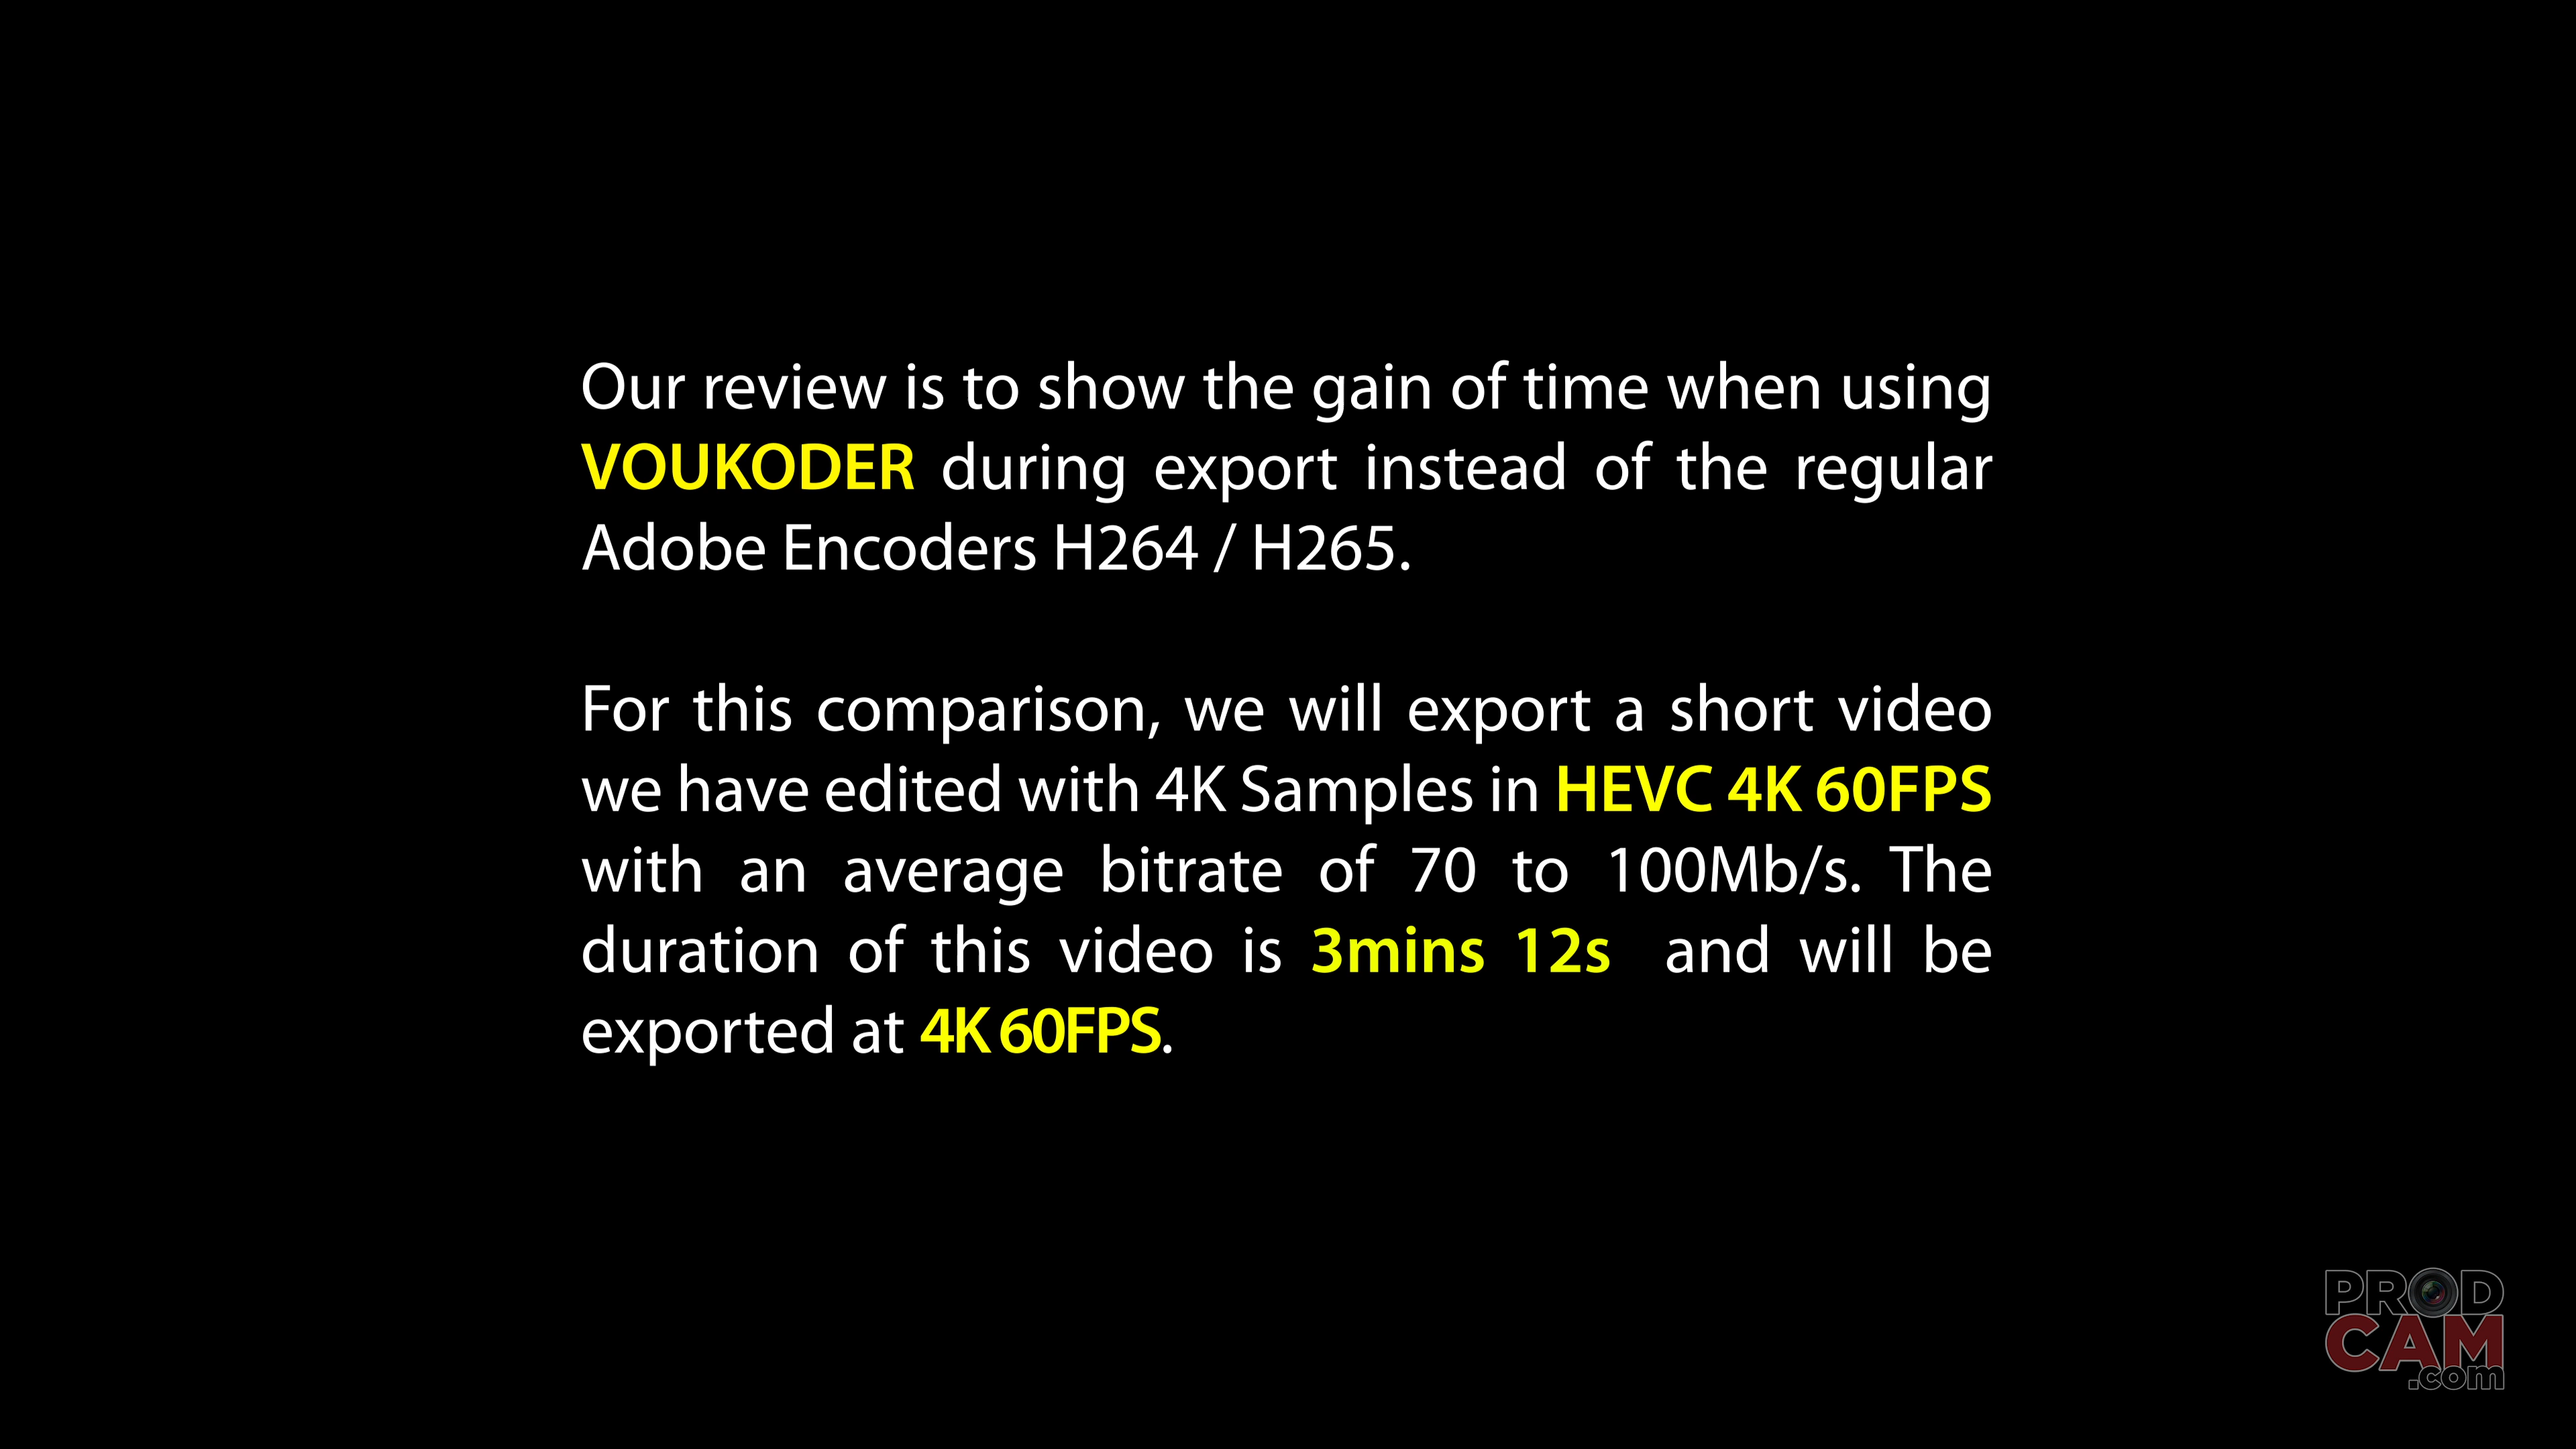 Our review is to show the gain of time when using
VOUKODER during export instead of the regular
Adobe Encoders H264 / H265.
For this comparison, we will export a short video
we have edited with 4K Samples in HEVC 4K 60FPS
with an average bitrate of 70 to 100Mb/s. The
duration of this video is 3mins 12s and will be
exported at 4K 60FPS.
PROD
CAM
.com